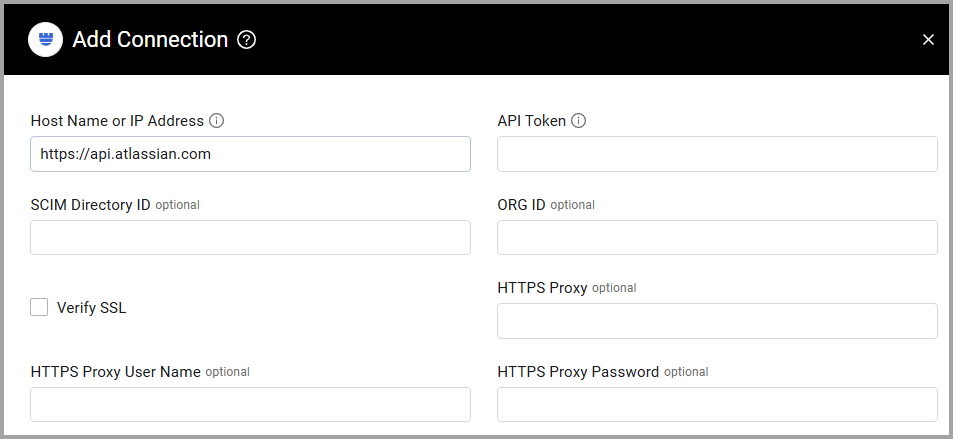 Add Connection
Host Name or IP Address
API Token
https://api.atlassian.com
SCIM Directory ID optional
ORG ID optional
Verify SSL
HTTPS Proxy optional
HTTPS Proxy User Name optional
HTTPS Proxy Password optional